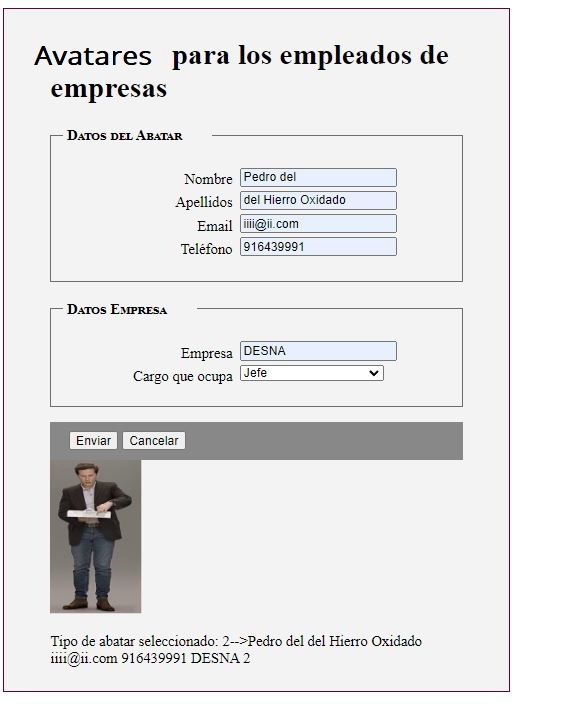 Avatares para los empleados de
empresas
Datos del Abatar
Nombre Pedro del
Apellidos del Hierro Oxidado
Email iiii@ii.com
Teléfono 916439991
Datos Empresa
Empresa DESNA
Cargo que ocupa Jefe
Enviar Cancelar
Tipo de abatar seleccionado: 2-->Pedro del del Hierro Oxidado
iiii@ii.com 916439991 DESNA 2